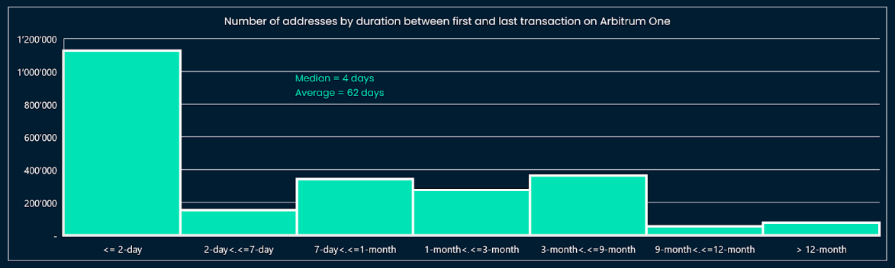 Number of addresses by duration between first and last transaction on Arbitrum One
1'200'000
1'000'000
800'000
600'000
400'000
200'000
-
Median = 4 days
Average = 62 days
<= 2-day
2-day<.<=7-day
7-day<.<=1-month
1-month<.<=3-month
3-month<.<=9-month
9-month<.<=12-month
> 12-month